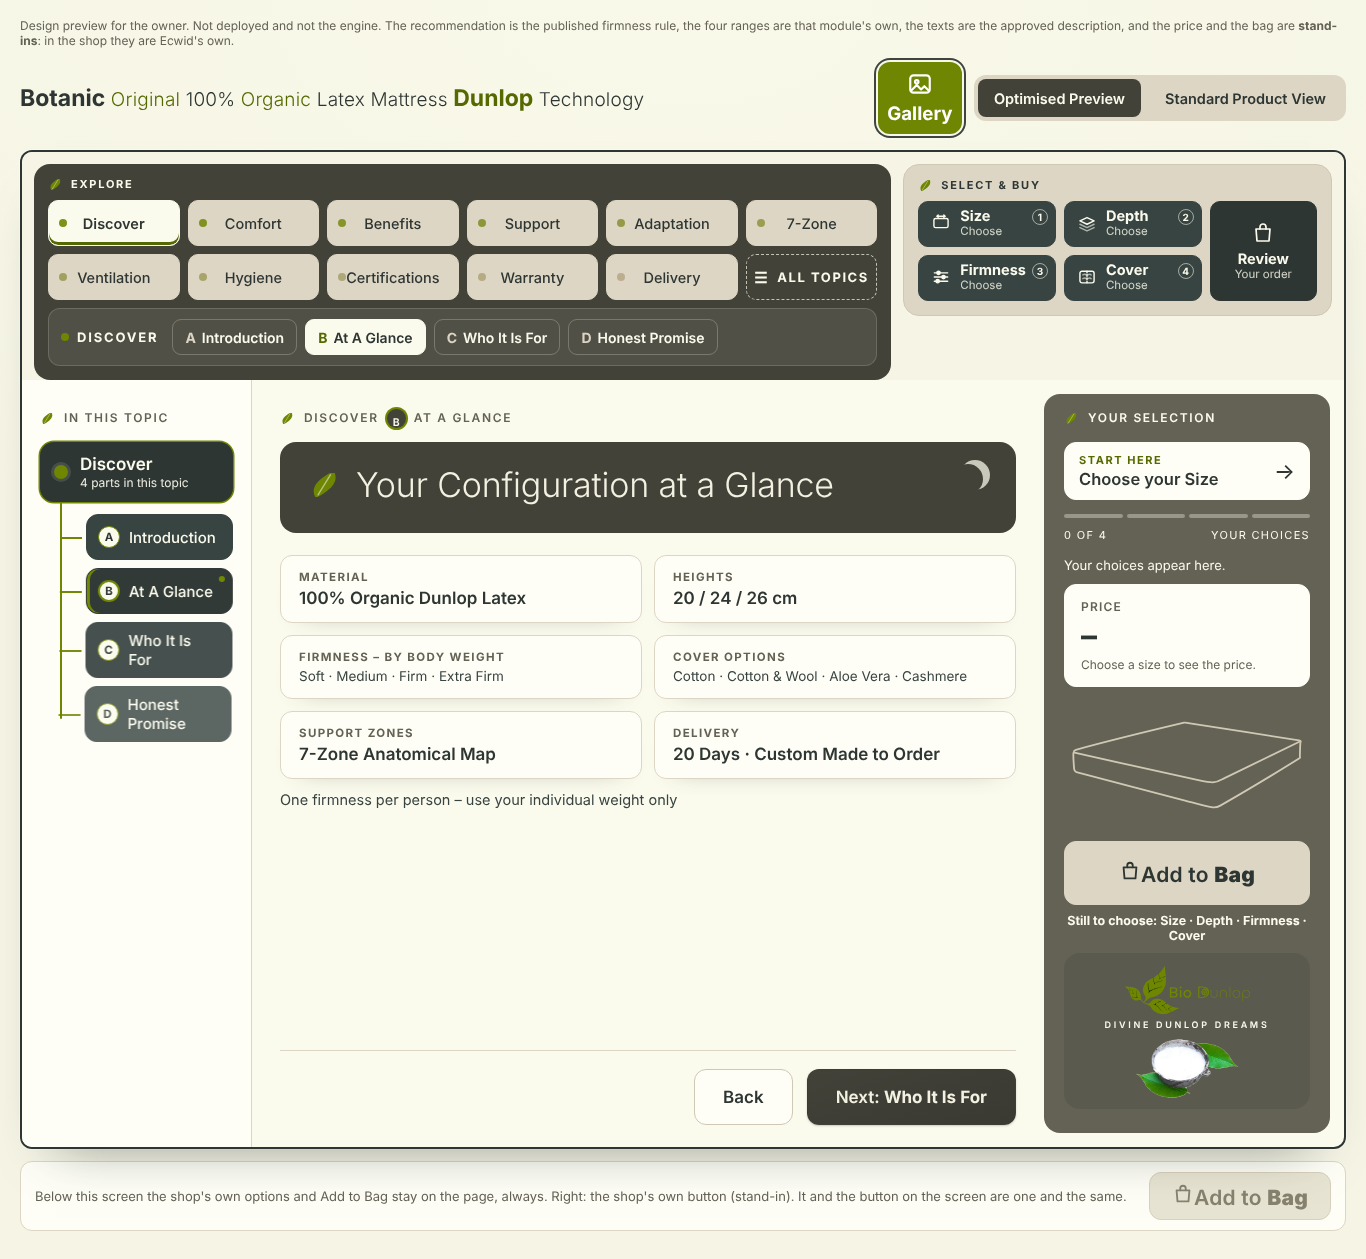 Design preview for the owner. Not deployed and not the engine. The recommendation is the published firmness rule, the four ranges are that module's own, the texts are the approved description, and the price and the bag are stand-
ins: in the shop they are Ecwid's own.
Botanic Original 100% Organic Latex Mattress Dunlop Technology
Gallery
Optimised Preview
Standard Product View
EXPLORE
Discover
Comfort
Benefits
Support
Adaptation
7-Zone
Ventilation
Hygiene
Certifications
Warranty
Delivery
ALL TOPICS
DISCOVER
A Introduction
B At A Glance
C Who It Is For
D Honest Promise
SELECT & BUY
Size
Choose
1
Depth
Choose
2
Firmness
Choose
3
Cover
Choose
4
Review
Your order
IN THIS TOPIC
Discover
4 parts in this topic
A Introduction
B At A Glance
C Who It Is
For
D Honest
Promise
DISCOVER B AT A GLANCE
Your Configuration at a Glance
MATERIAL
100% Organic Dunlop Latex
HEIGHTS
20 / 24 / 26 cm
FIRMNESS – BY BODY WEIGHT
Soft · Medium · Firm · Extra Firm
COVER OPTIONS
Cotton · Cotton & Wool · Aloe Vera · Cashmere
SUPPORT ZONES
7-Zone Anatomical Map
DELIVERY
20 Days · Custom Made to Order
One firmness per person – use your individual weight only
Back
Next: Who It Is For
YOUR SELECTION
START HERE
Choose your Size
0 OF 4
YOUR CHOICES
Your choices appear here.
PRICE
–
Choose a size to see the price.
Add to Bag
Still to choose: Size · Depth · Firmness ·
Cover
Bio Dunlop
DIVINE DUNLOP DREAMS
Below this screen the shop's own options and Add to Bag stay on the page, always. Right: the shop's own button (stand-in). It and the button on the screen are one and the same.
Add to Bag